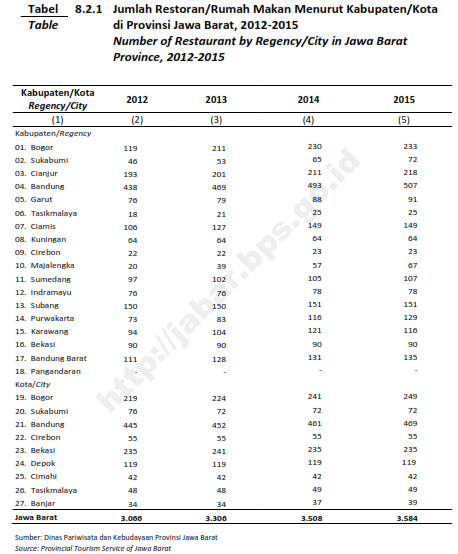 Tabel 8.2.1 Jumlah Restoran/Rumah Makan Menurut Kabupaten/Kota
Table di Provinsi Jawa Barat, 2012-2015
Number of Restaurant by Regency/City in Jawa Barat
Province, 2012-2015
Kabupaten/Kota
Regency/City 2012 2013 2014 2015
(1) (2) (3) (4) (5)
Kabupaten/Regency
01. Bogor 119 211 230 233
02. Sukabumi 46 53 65 72
03. Cianjur 193 201 211 218
04. Bandung 438 469 493 507
05. Garut 76 79 88 91
06. Tasikmalaya 18 21 25 25
07. Ciamis 106 127 149 149
08. Kuningan 64 64 64 64
09. Cirebon 22 22 23 23
10. Majalengka 20 39 57 67
11. Sumedang 97 102 105 107
12. Indramayu 76 76 78 78
13. Subang 150 150 151 151
14. Purwakarta 73 83 116 129
15. Karawang 94 104 121 116
16. Bekasi 90 90 90 90
17. Bandung Barat 111 128 131 135
18. Pangandaran - - - -
Kota/City
19. Bogor 219 224 241 249
20. Sukabumi 76 72 72 72
21. Bandung 445 452 461 469
22. Cirebon 55 55 55 55
23. Bekasi 235 241 235 235
24. Depok 119 119 119 119
25. Cimahi 42 42 42 42
26. Tasikmalaya 48 48 49 49
27. Banjar 34 34 37 39
Jawa Barat 3.066 3.306 3.508 3.584
Sumber: Dinas Pariwisata dan Kebudayaan Provinsi Jawa Barat
Source: Provincial Tourism Service of Jawa Barat
http://jabar.bps.go.id